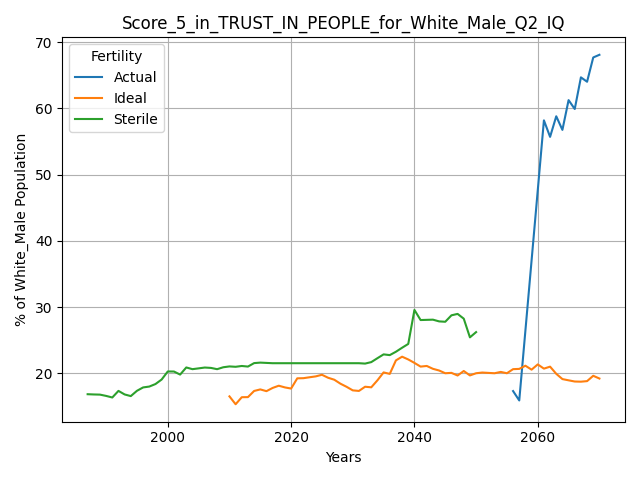 Score_5_in_TRUST_IN_PEOPLE_for_White_Male_Q2_IQ
Fertility
Actual
Ideal
Sterile
% of White_Male Population
70
60
50
40
30
20
2000
2020
2040
2060
Years